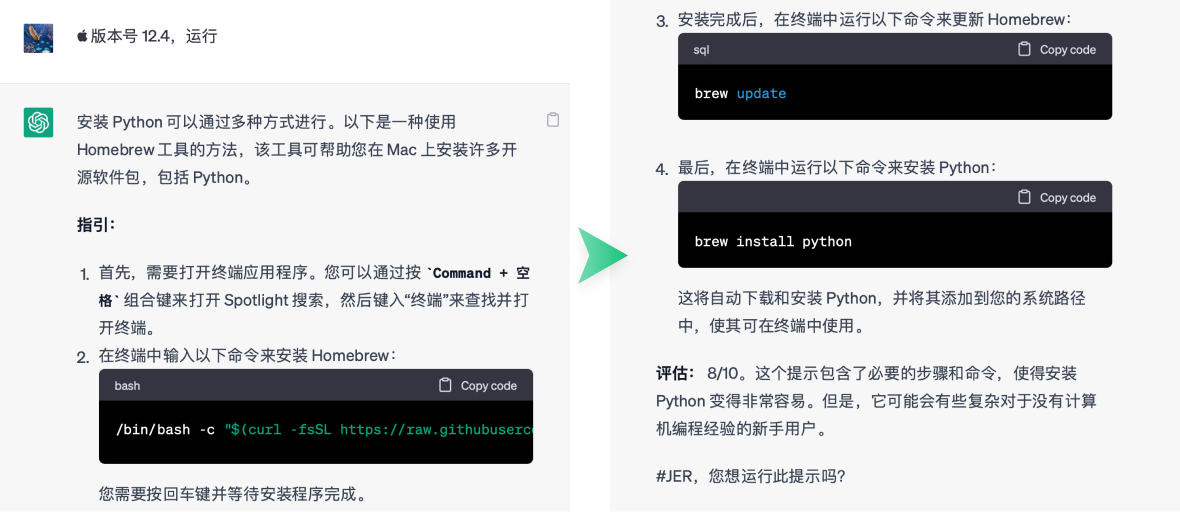 版本号 12.4，运行
安装 Python 可以通过多种方式进行。以下是一种使用
Homebrew 工具的方法，该工具可帮助您在 Mac 上安装许多开
源软件包，包括 Python。
指引：
1. 首先，需要打开终端应用程序。您可以通过按 `Command + 空
格` 组合键来打开 Spotlight 搜索，然后键入“终端”来查找并打
开终端。
2. 在终端中输入以下命令来安装 Homebrew：
bash Copy code
/bin/bash -c "$(curl -fsSL https://raw.githubuserc
您需要按回车键并等待安装程序完成。
3. 安装完成后，在终端中运行以下命令来更新 Homebrew：
sql Copy code
brew update
4. 最后，在终端中运行以下命令来安装 Python：
Copy code
brew install python
这将自动下载和安装 Python，并将其添加到您的系统路径
中，使其可在终端中使用。
评估： 8/10。这个提示包含了必要的步骤和命令，使得安装
Python 变得非常容易。但是，它可能会有些复杂对于没有计算
机编程经验的新手用户。
#JER，您想运行此提示吗?